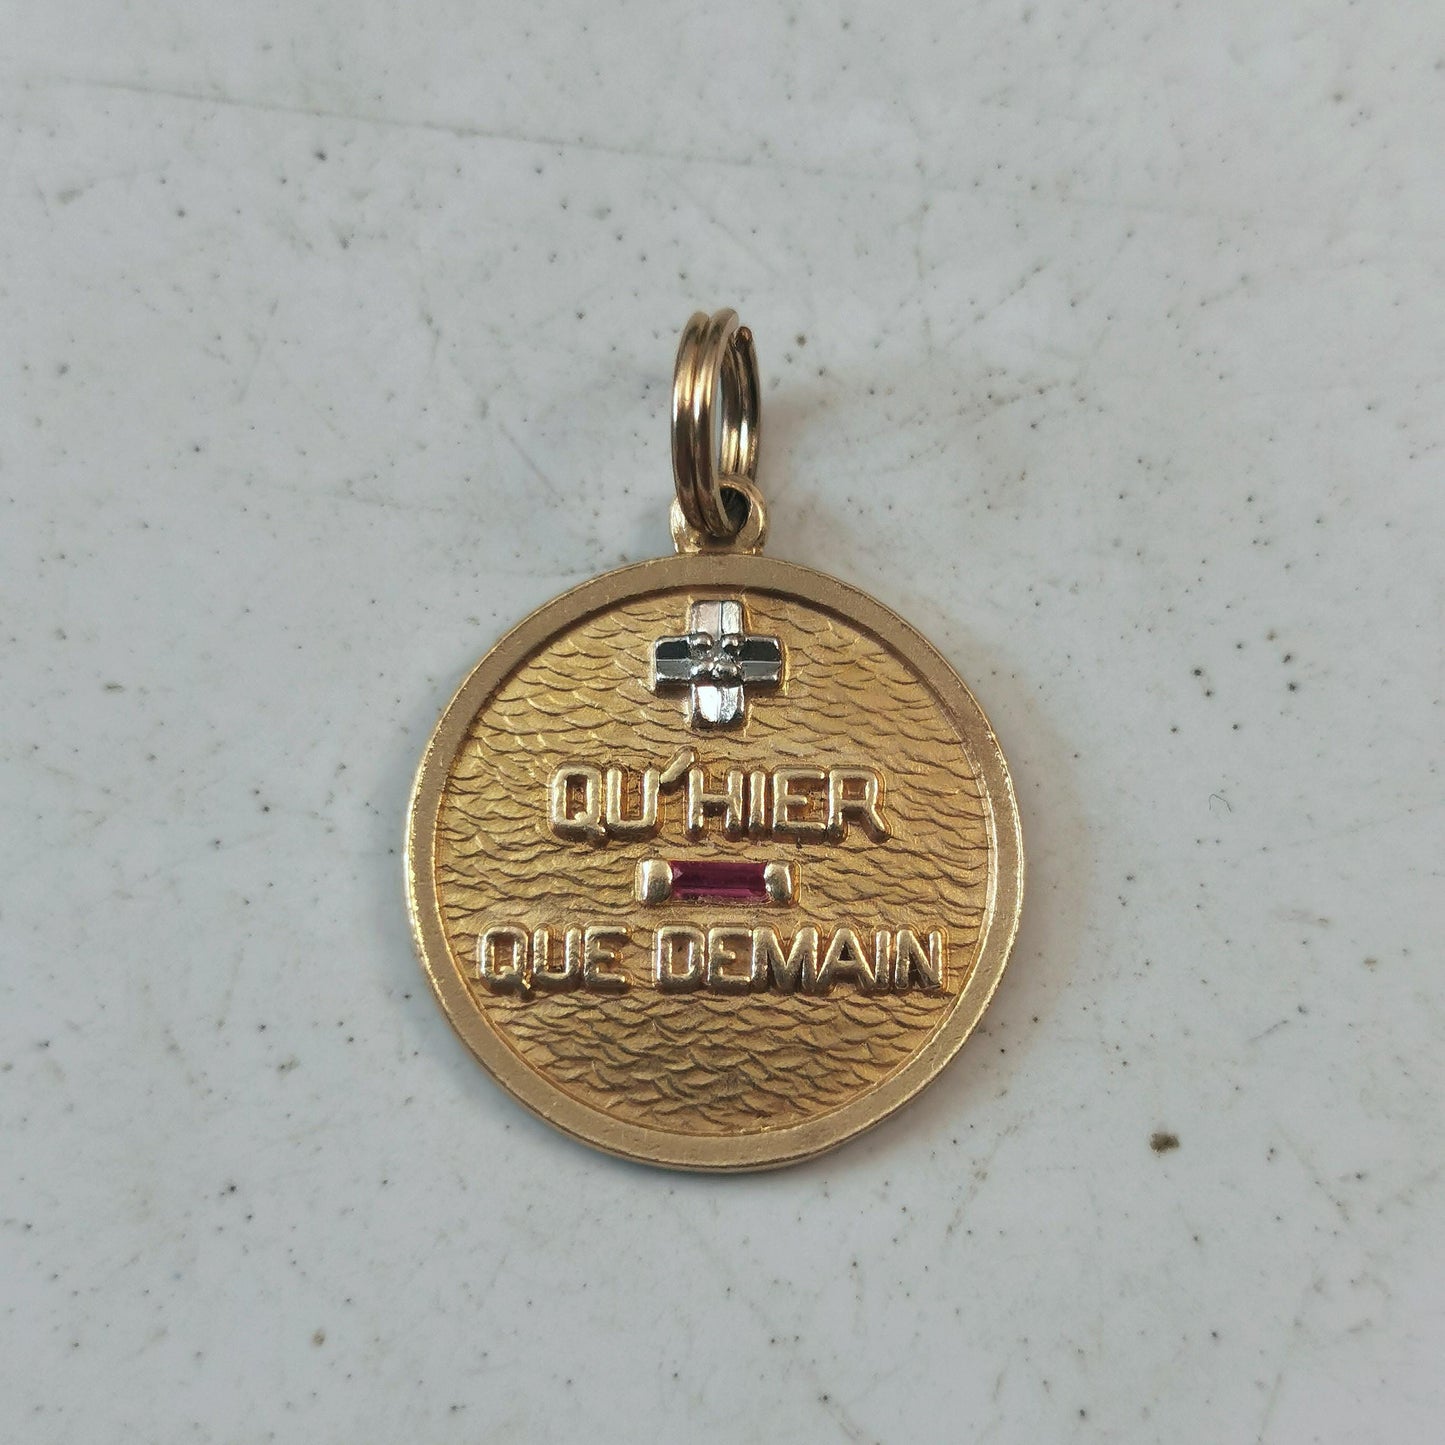 +
QU'HIER
-
QUE DEMAIN